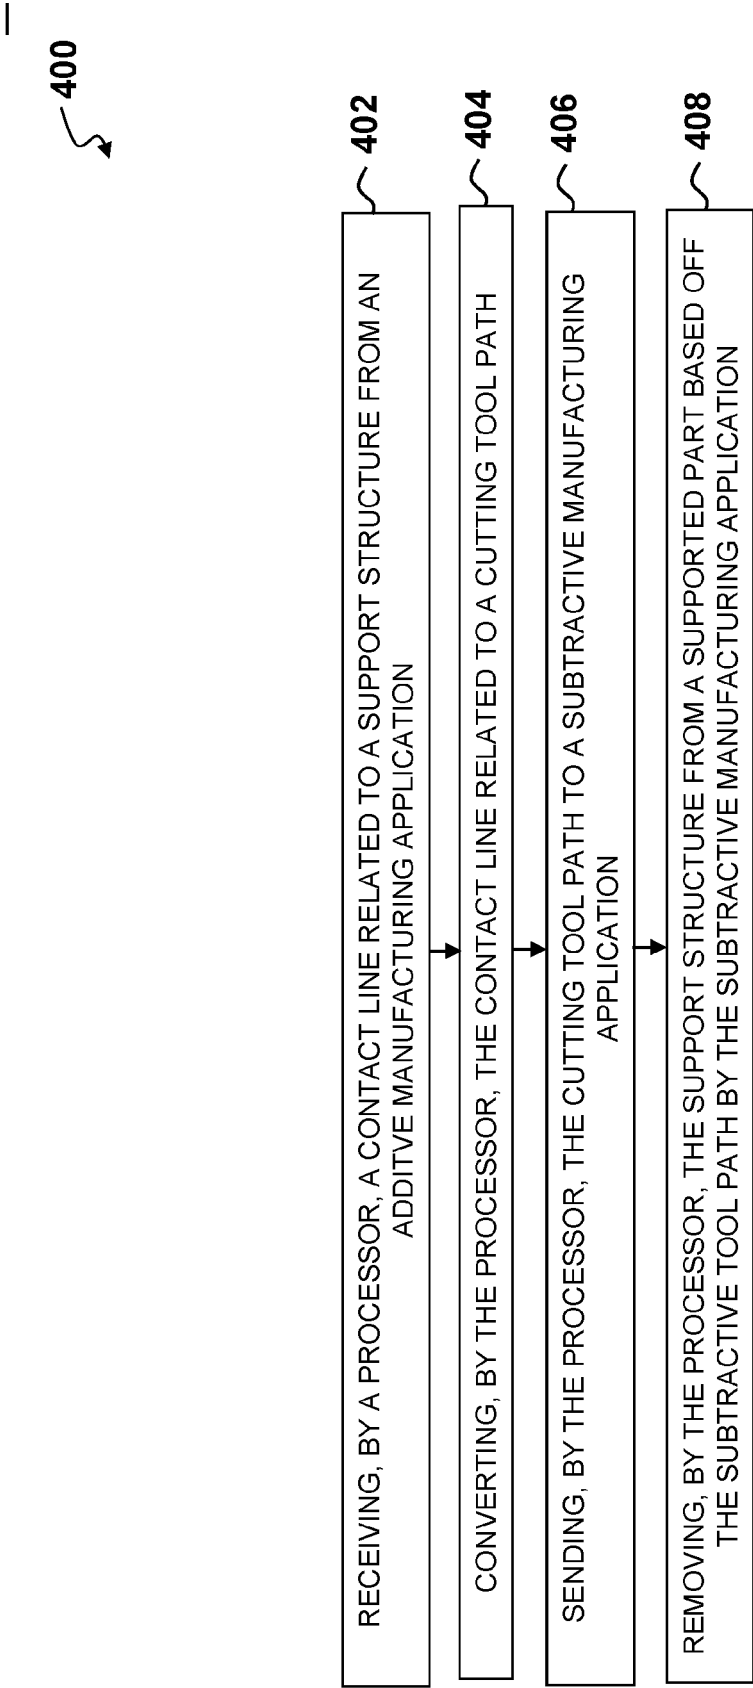 400
402
RECEIVING, BY A PROCESSOR, A CONTACT LINE RELATED TO A SUPPORT STRUCTURE FROM AN
ADDITVE MANUFACTURING APPLICATION
404
CONVERTING, BY THE PROCESSOR, THE CONTACT LINE RELATED TO A CUTTING TOOL PATH
406
SENDING, BY THE PROCESSOR, THE CUTTING TOOL PATH TO A SUBTRACTIVE MANUFACTURING
APPLICATION
408
REMOVING, BY THE PROCESSOR, THE SUPPORT STRUCTURE FROM A SUPPORTED PART BASED OFF
THE SUBTRACTIVE TOOL PATH BY THE SUBTRACTIVE MANUFACTURING APPLICATION